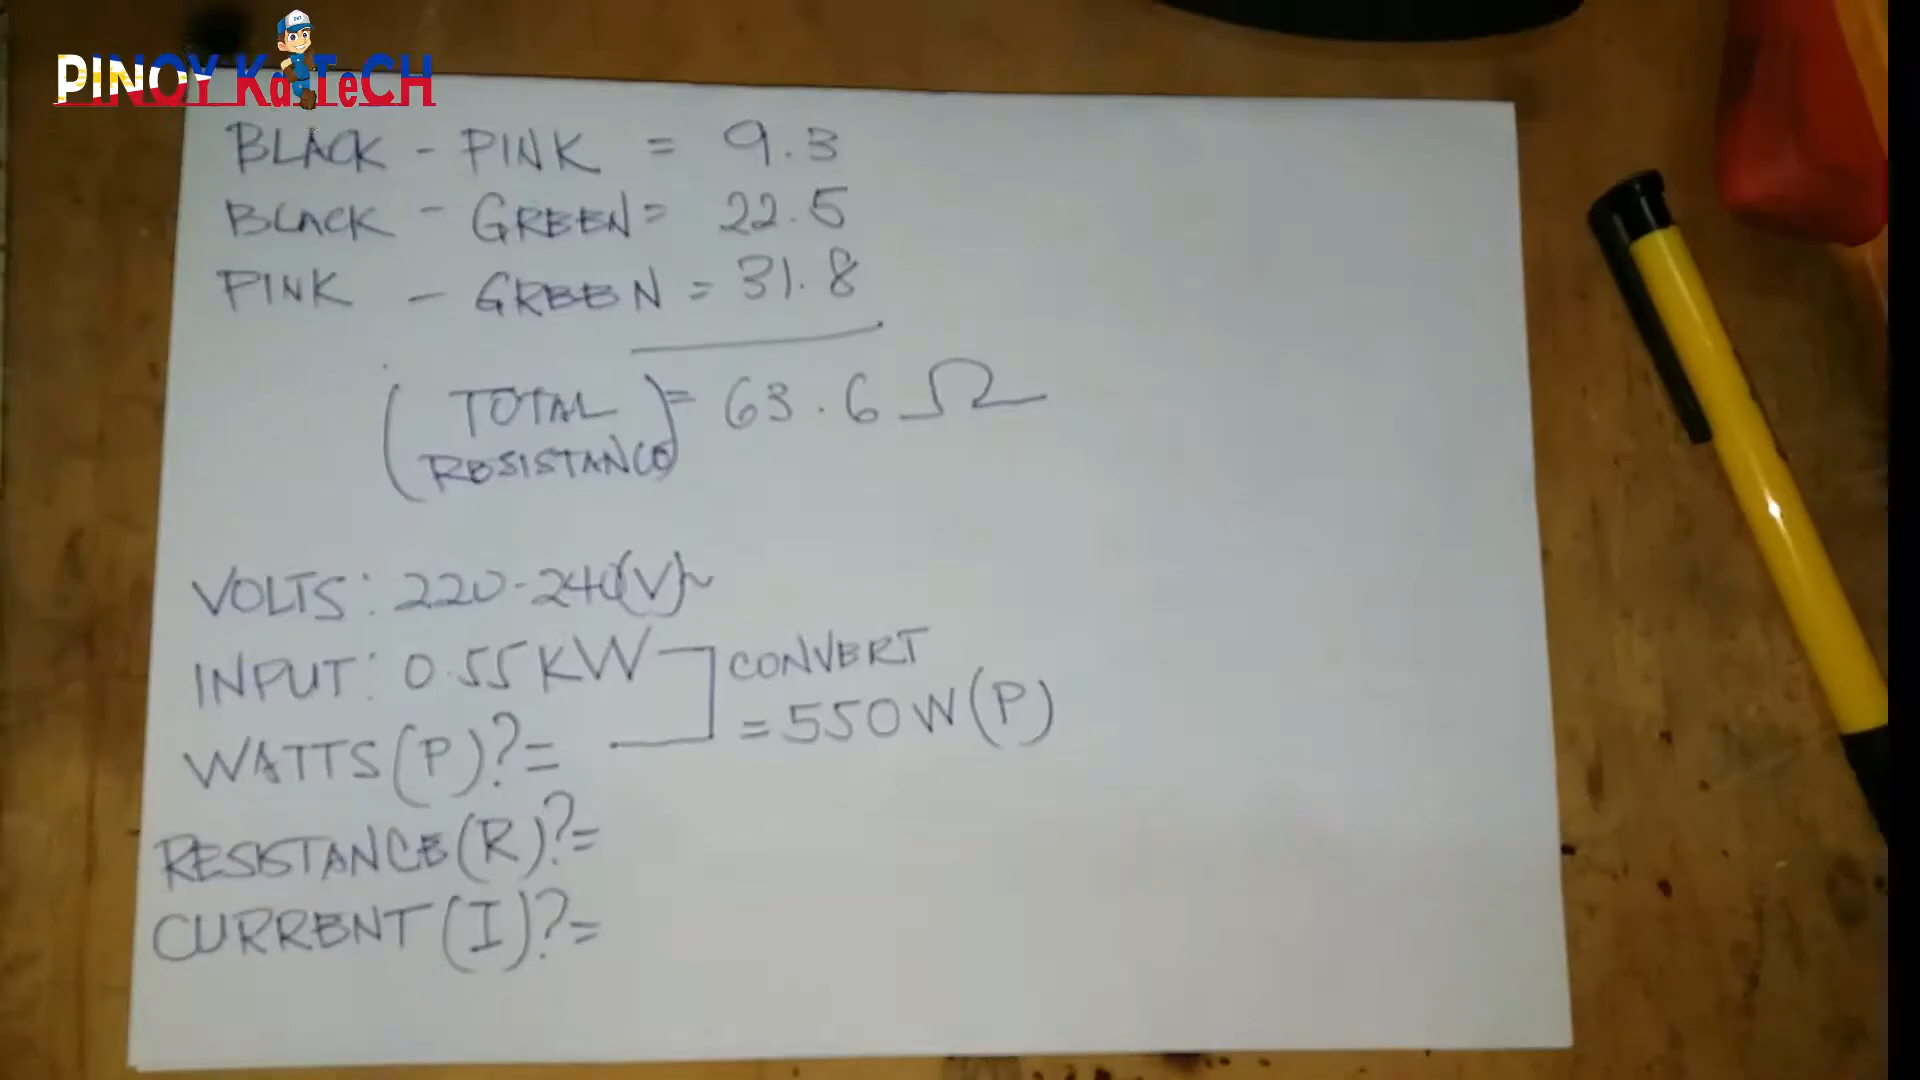 PINOY KaTeCH
BLACK - PINK = 9.3
BLACK - GREEN = 22.5
PINK - GREEN = 31.8
(TOTAL RESISTANCE) = 63.6 Ω
VOLTS: 220-240(V)~
INPUT: 0.55KW CONVERT
WATTS(P)?= = 550W(P)
RESISTANCE(R)?=
CURRENT(I)?=